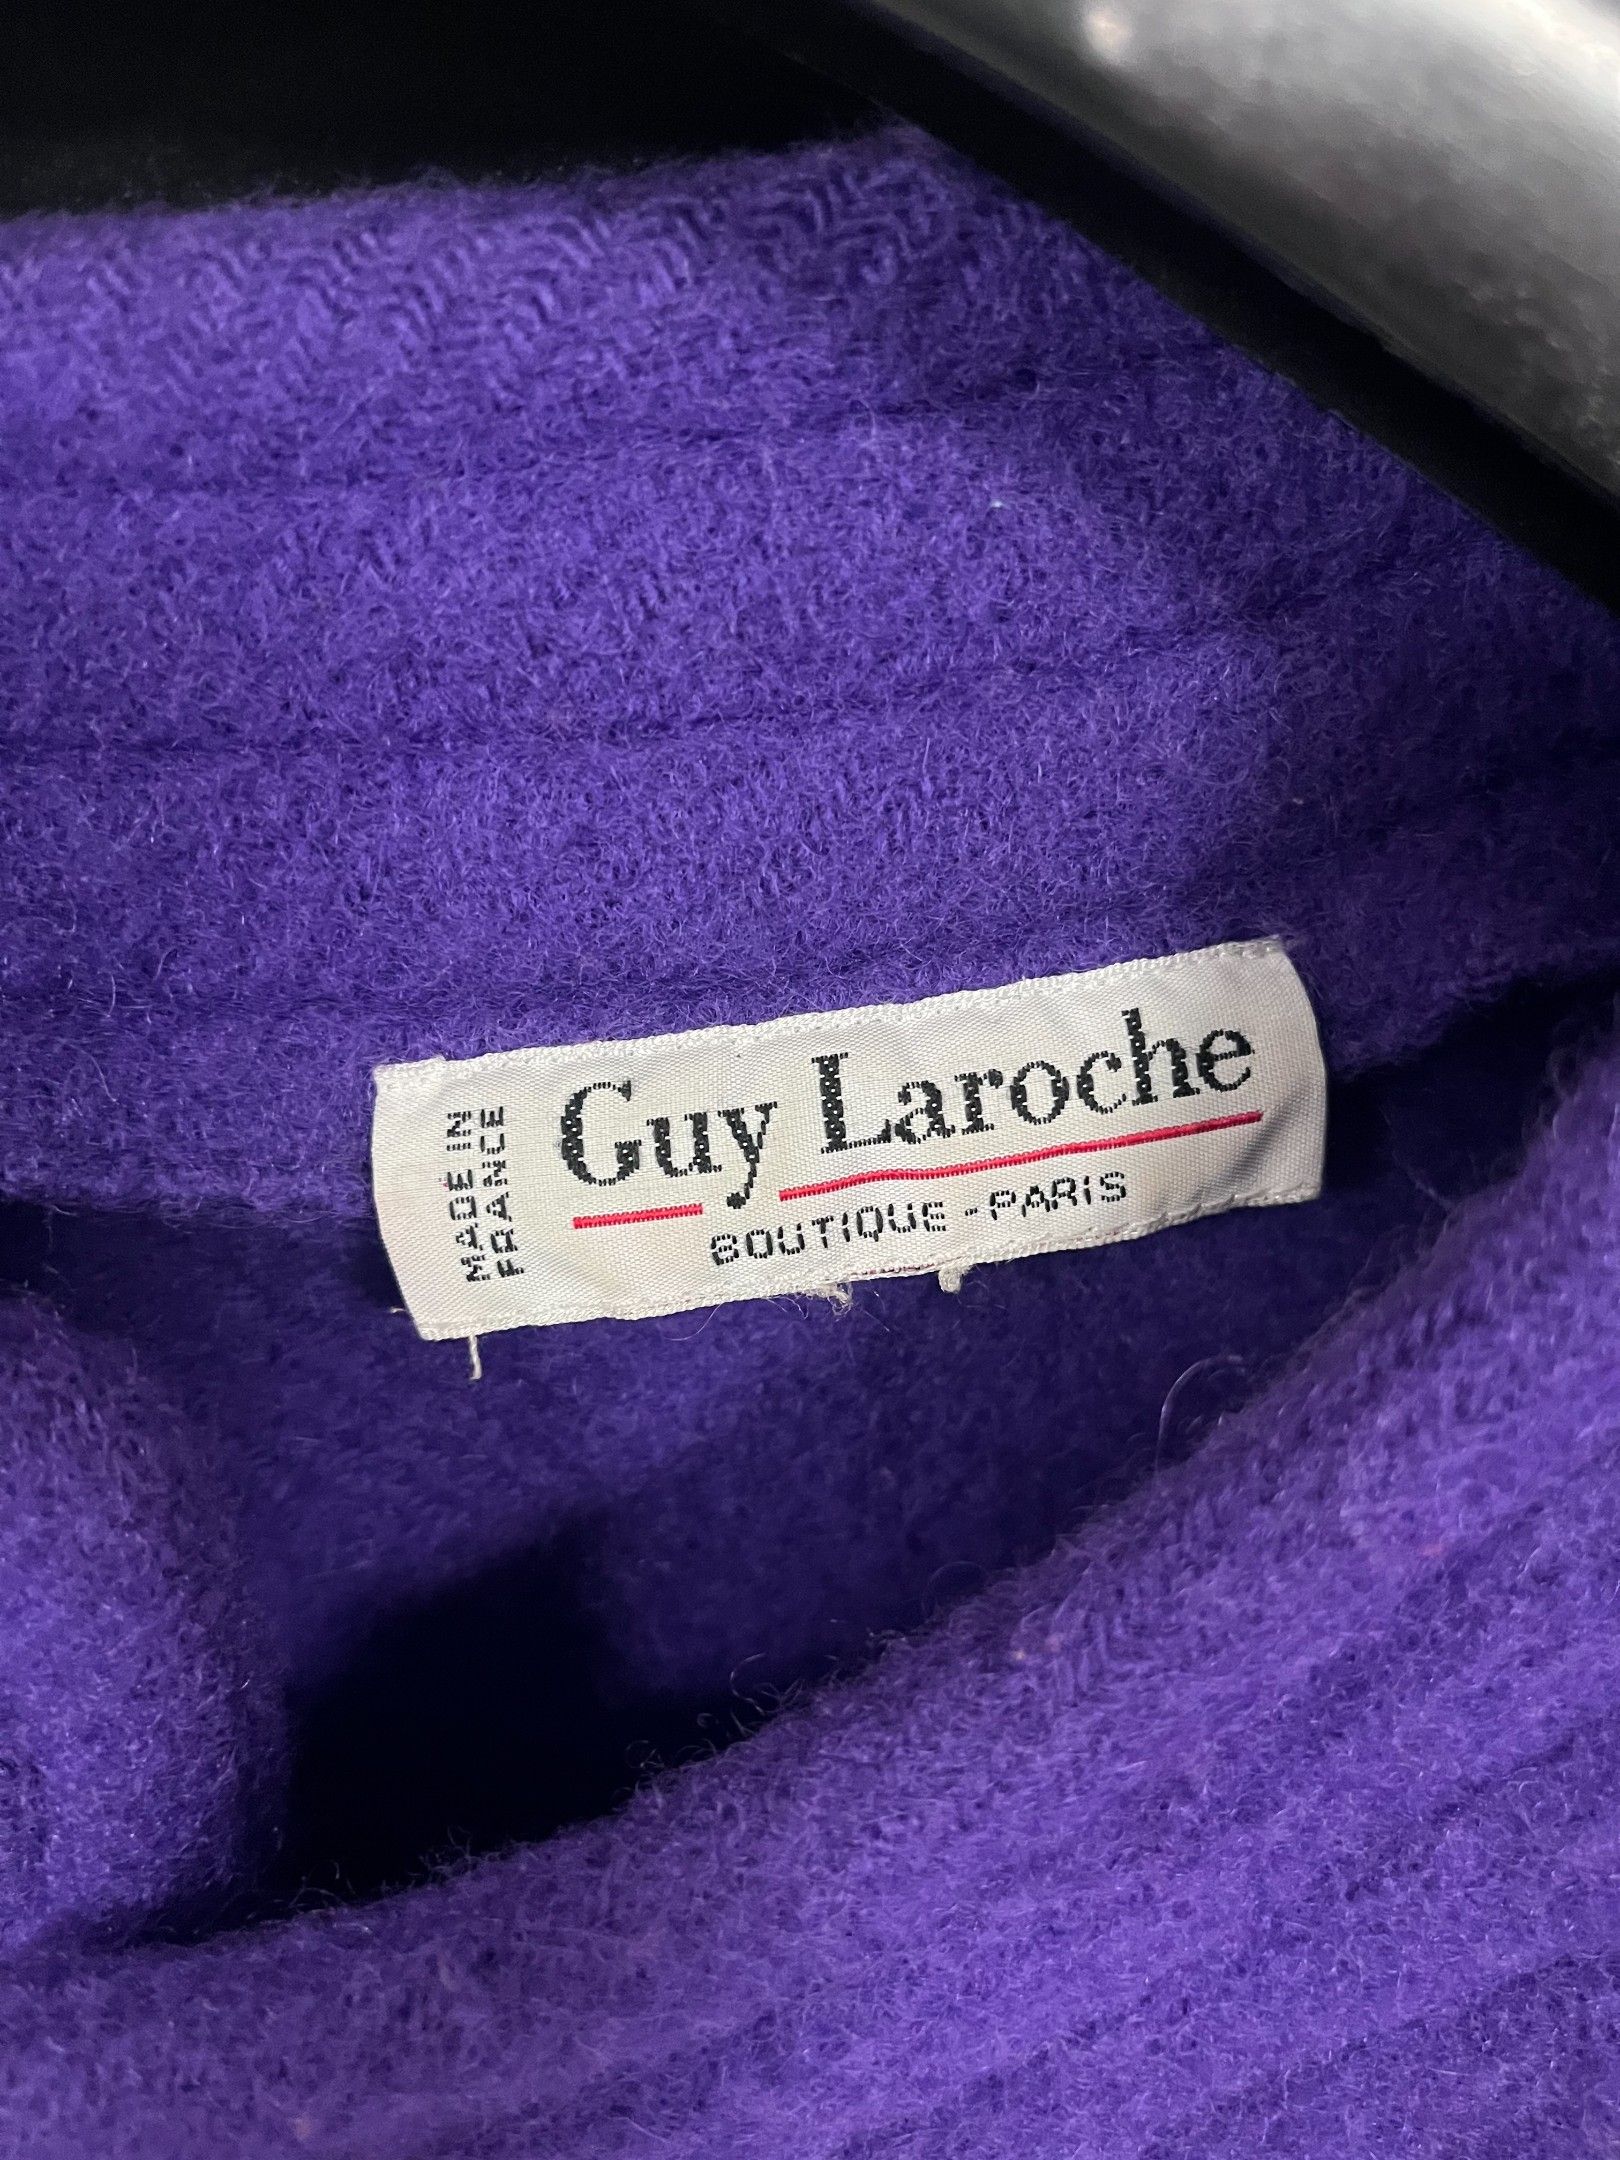 MADE IN
FRANCE
Guy Laroche
BOUTIQUE - PARIS